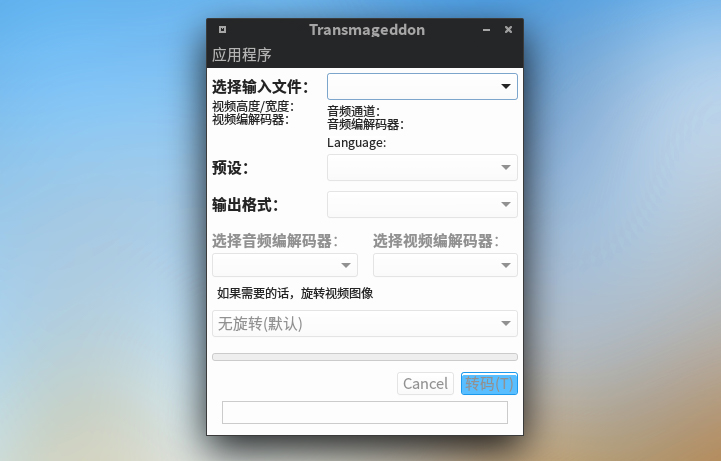 Transmageddon
应用程序
选择输入文件：
视频高度/宽度：
视频编解码器：
音频通道：
音频编解码器：
Language:
预设：
输出格式：
选择音频编解码器： 选择视频编解码器：
如果需要的话，旋转视频图像
无旋转(默认)
Cancel 转码(T)